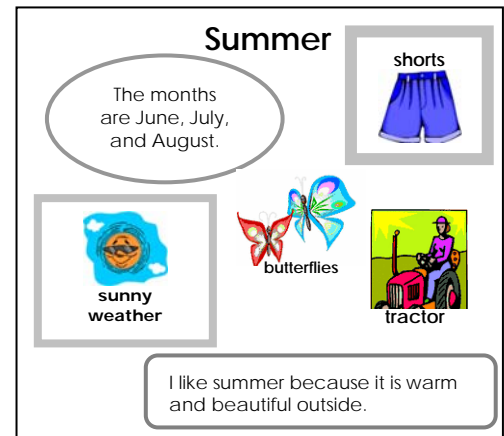 Summer
shorts
The months
are June, July,
and August.
butterflies
sunny
weather
tractor
I like summer because it is warm
and beautiful outside.